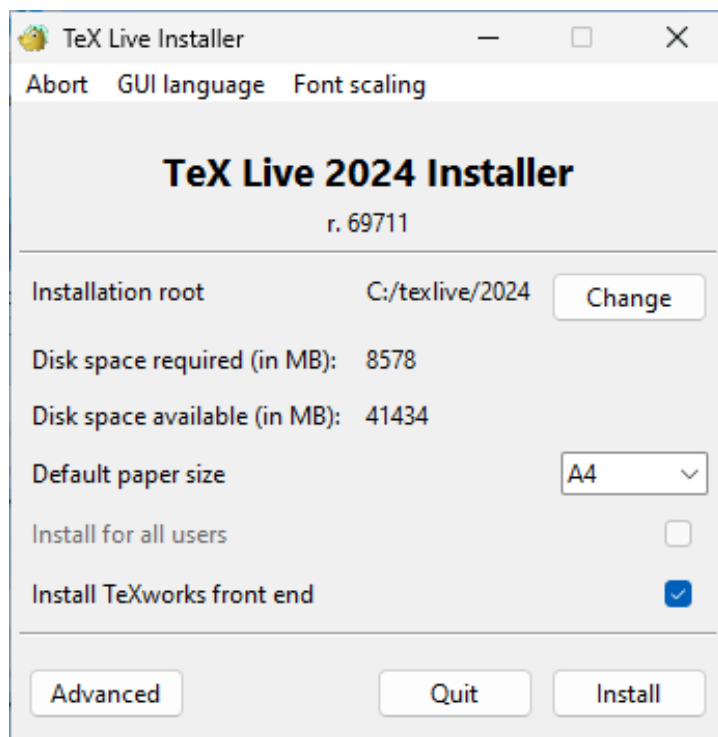 TeX Live Installer
Abort GUI language Font scaling
TeX Live 2024 Installer
r. 69711
Installation root C:/texlive/2024 Change
Disk space required (in MB): 8578
Disk space available (in MB): 41434
Default paper size A4
Install for all users
Install TeXworks front end
Advanced Quit Install